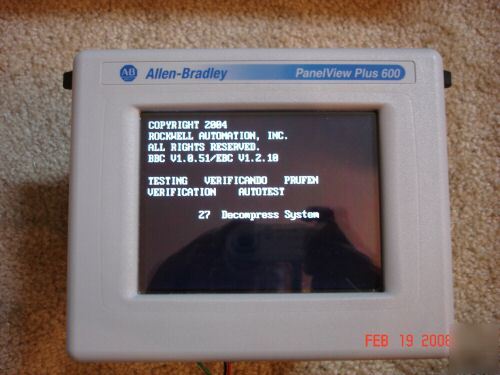 AB Allen-Bradley PanelView Plus 600
COPYRIGHT 2004
ROCKWELL AUTOMATION, INC.
ALL RIGHTS RESERVED.
BBC V1.0.51/EBC V1.2.10
TESTING VERIFICANDO PRUFEN
VERIFICATION AUTOTEST
27 Decompress System
FEB 19 2008